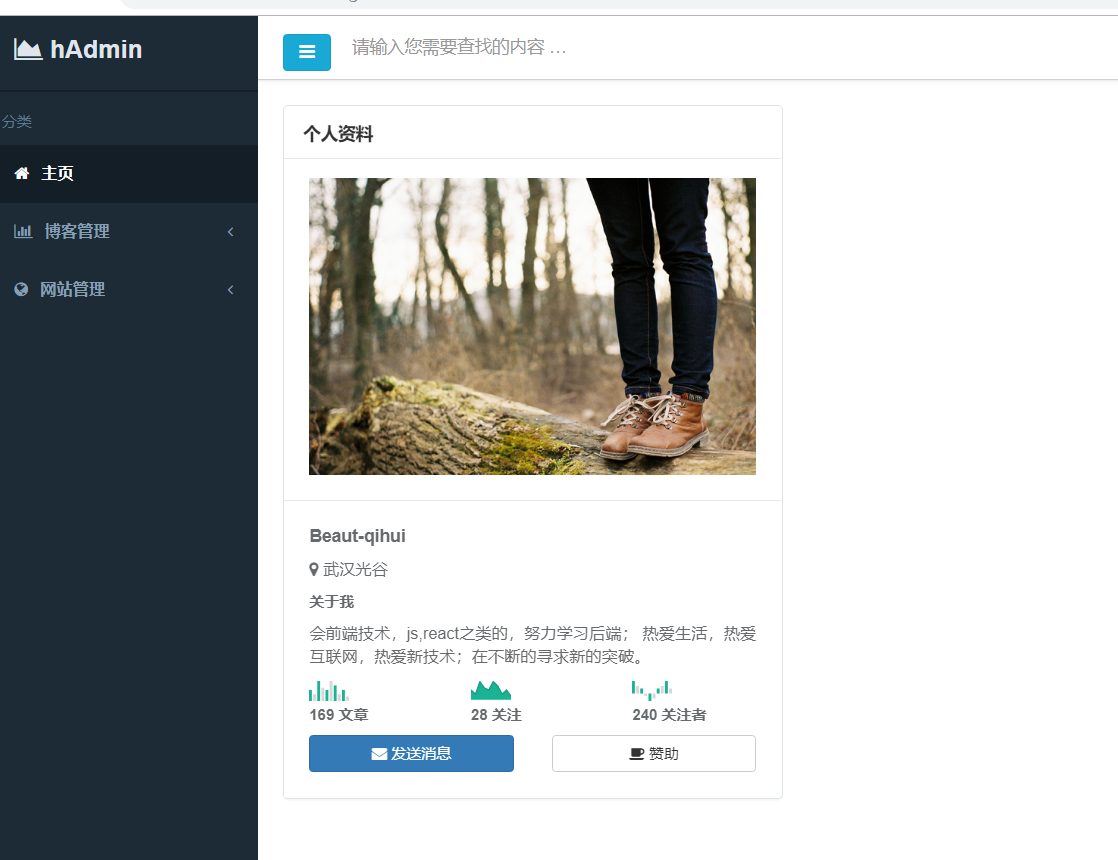 hAdmin
请输入您需要查找的内容 …
分类
主页
博客管理
网站管理
个人资料
Beaut-qihui
武汉光谷
关于我
会前端技术，js,react之类的，努力学习后端； 热爱生活，热爱
互联网，热爱新技术；在不断的寻求新的突破。
169 文章
28 关注
240 关注者
发送消息
赞助